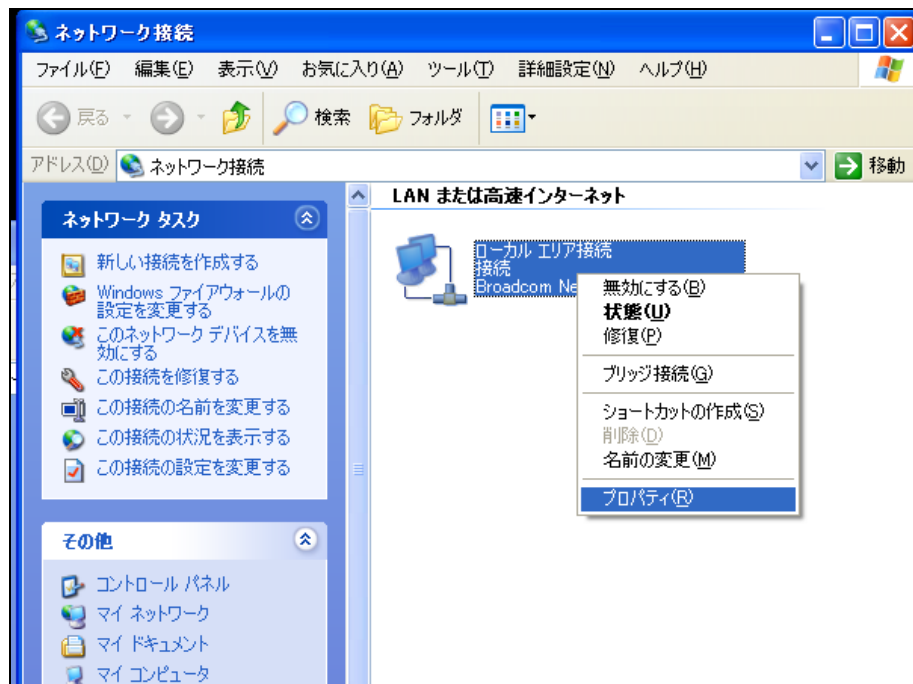 ネットワーク接続
ファイル(F) 編集(E) 表示(V) お気に入り(A) ツール(T) 詳細設定(N) ヘルプ(H)
戻る 検索 フォルダ
アドレス(D) ネットワーク接続 移動
ネットワーク タスク
新しい接続を作成する
Windows ファイアウォールの
設定を変更する
このネットワーク デバイスを無
効にする
この接続を修復する
この接続の名前を変更する
この接続の状況を表示する
この接続の設定を変更する
その他
コントロール パネル
マイ ネットワーク
マイ ドキュメント
マイ コンピュータ
LAN または高速インターネット
ローカル エリア接続
接続
Broadcom Ne
無効にする(B)
状態(U)
修復(P)
ブリッジ接続(G)
ショートカットの作成(S)
削除(D)
名前の変更(M)
プロパティ(R)